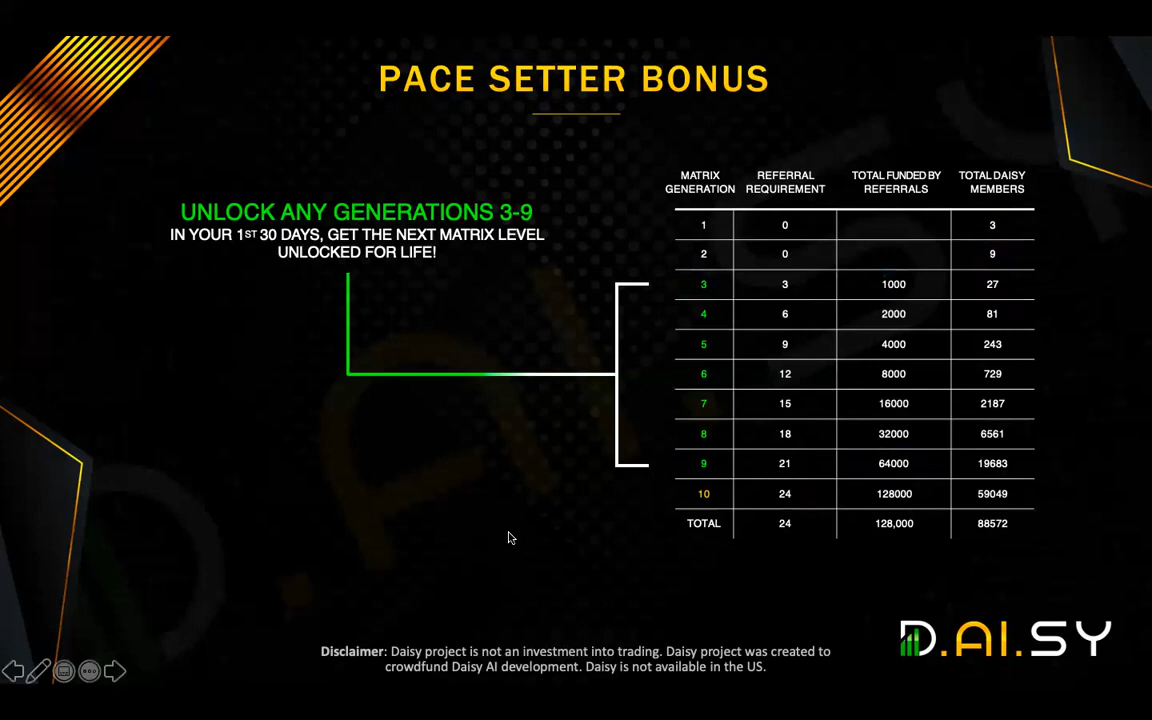 PACE SETTER BONUS
UNLOCK ANY GENERATIONS 3-9
IN YOUR 1ST 30 DAYS, GET THE NEXT MATRIX LEVEL
UNLOCKED FOR LIFE!
MATRIX GENERATION REFERRAL REQUIREMENT TOTAL FUNDED BY REFERRALS TOTAL DAISY MEMBERS
1 0 3
2 0 9
3 3 1000 27
4 6 2000 81
5 9 4000 243
6 12 8000 729
7 15 16000 2187
8 18 32000 6561
9 21 64000 19683
10 24 128000 59049
TOTAL 24 128,000 88572
D.AI.SY
Disclaimer: Daisy project is not an investment into trading. Daisy project was created to
crowdfund Daisy AI development. Daisy is not available in the US.